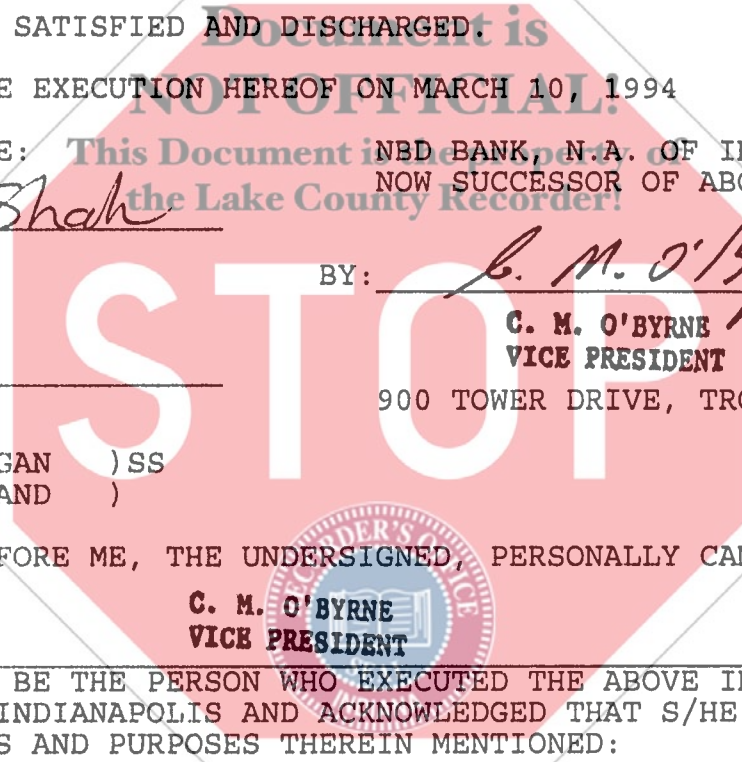 SATISFIED AND DISCHARGED.
Document is
E EXECUTION HEREOF ON MARCH 10, 1994
NOT OFFICIAL!
E:
This Document is the property of
NBD BANK, N.A. OF I
the Lake County Recorder!
NOW SUCCESSOR OF ABO
Shah
STOP
BY: C. M. O'B
C. M. O'BYRNE
VICE PRESIDENT
900 TOWER DRIVE, TRO
GAN )SS
AND )
FORE ME, THE UNDERSIGNED, PERSONALLY CA
C. M. O'BYRNE
VICE PRESIDENT
BE THE PERSON WHO EXECUTED THE ABOVE I
INDIANAPOLIS AND ACKNOWLEDGED THAT S/HE
S AND PURPOSES THEREIN MENTIONED: